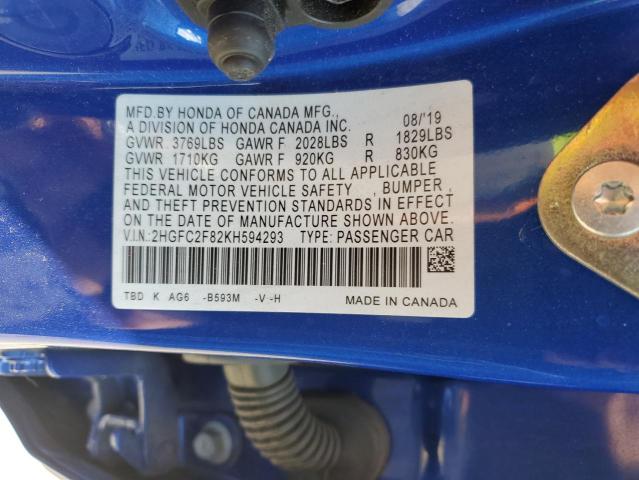 MFD.BY HONDA OF CANADA MFG.,
A DIVISION OF HONDA CANADA INC. 08/'19
GVWR 3769LBS GAWR F 2028LBS R 1829LBS
GVWR 1710KG GAWR F 920KG R 830KG
THIS VEHICLE CONFORMS TO ALL APPLICABLE
FEDERAL MOTOR VEHICLE SAFETY , BUMPER ,
AND THEFT PREVENTION STANDARDS IN EFFECT
ON THE DATE OF MANUFACTURE SHOWN ABOVE.
V.I.N.:2HGFC2F82KH594293 TYPE: PASSENGER CAR
TBD K AG6 -B593M -V -H MADE IN CANADA